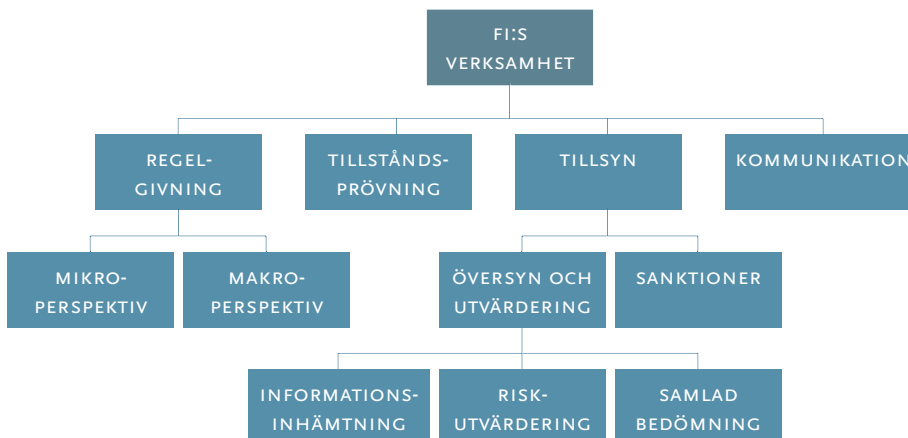 FI:S
VERKSAMHET
REGEL-
GIVNING
TILLSTÅNDS-
PRÖVNING
TILLSYN
KOMMUNIKATION
MIKRO-
PERSPEKTIV
MAKRO-
PERSPEKTIV
ÖVERSYN OCH
UTVÄRDERING
SANKTIONER
INFORMATIONS-
INHÄMTNING
RISK-
UTVÄRDERING
SAMLAD
BEDÖMNING